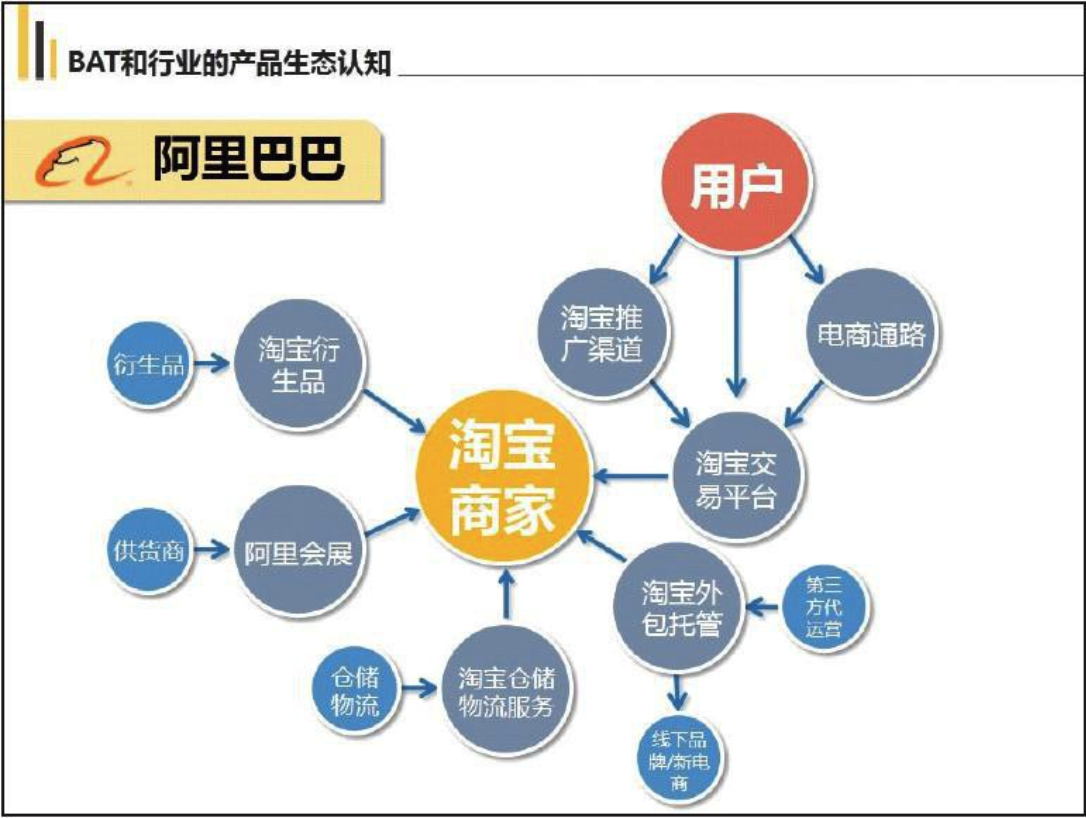 BAT和行业的产品生态认知
阿里巴巴
用户
淘宝推
广渠道
电商通路
衍生品
淘宝衍
生品
淘宝
商家
淘宝交
易平台
供货商
阿里会展
淘宝外
包托管
第三
方代
运营
仓储
物流
淘宝仓储
物流服务
线下品
牌/新电
商